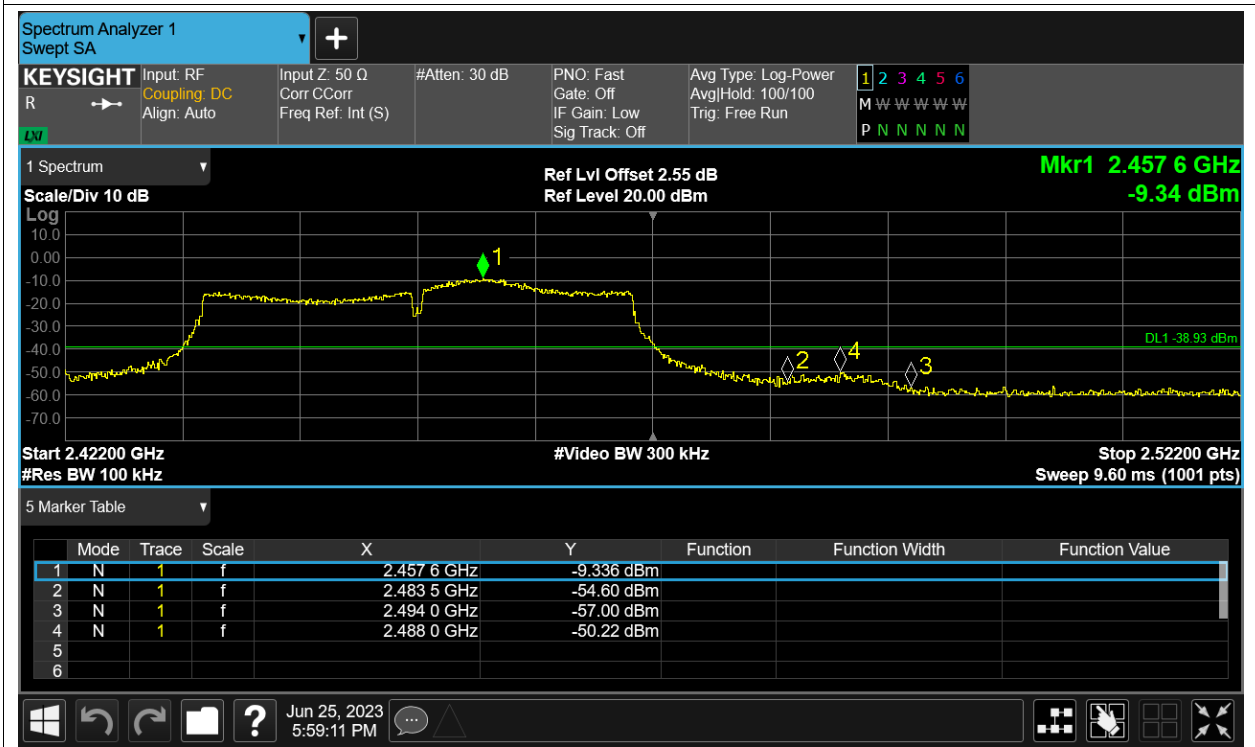 Spectrum Analyzer 1
Swept SA
KEYSIGHT Input: RF Input Z: 50 Ω #Atten: 30 dB PNO: Fast Avg Type: Log-Power 1 2 3 4 5 6
R Coupling: DC Corr CCorr Gate: Off Avg|Hold: 100/100 M W W W W W
Align: Auto Freq Ref: Int (S) IF Gain: Low Trig: Free Run
LXI Sig Track: Off P N N N N N
1 Spectrum Ref Lvl Offset 2.55 dB Mkr1 2.457 6 GHz
Scale/Div 10 dB Ref Level 20.00 dBm -9.34 dBm
Log
10.0
0.00 1
-10.0
-20.0
-30.0
DL1 -38.93 dBm
-40.0 2 4 3
-50.0
-60.0
-70.0
Start 2.42200 GHz #Video BW 300 kHz Stop 2.52200 GHz
#Res BW 100 kHz Sweep 9.60 ms (1001 pts)
5 Marker Table
Mode Trace Scale X Y Function Function Width Function Value
1 N 1 f 2.457 6 GHz -9.336 dBm
2 N 1 f 2.483 5 GHz -54.60 dBm
3 N 1 f 2.494 0 GHz -57.00 dBm
4 N 1 f 2.488 0 GHz -50.22 dBm
5
6
? Jun 25, 2023
5:59:11 PM